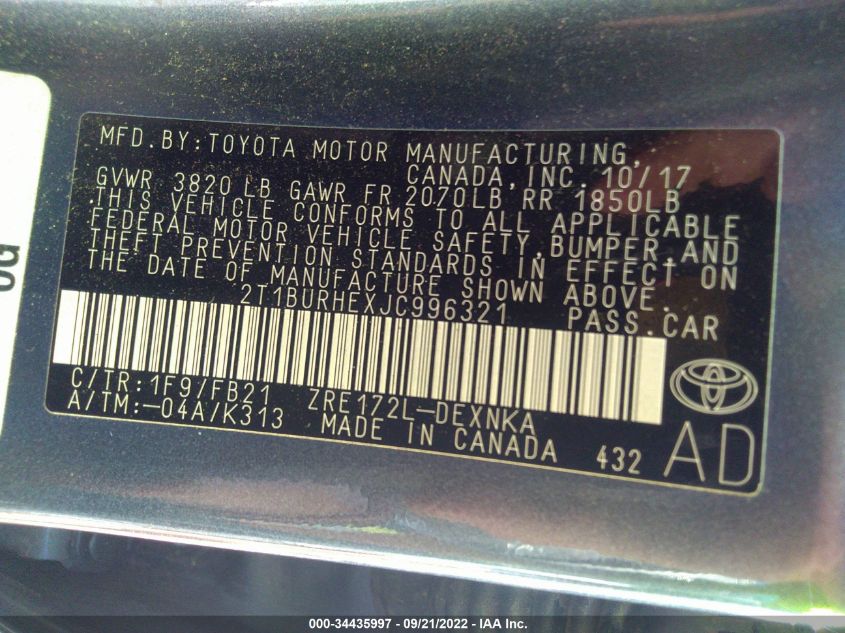 MFD.BY:TOYOTA MOTOR MANUFACTURING,
CANADA,INC. 10/17
GVWR 3820 LB GAWR FR 2070LB RR 1850LB
.THIS VEHICLE CONFORMS TO ALL APPLICABLE
FEDERAL MOTOR VEHICLE SAFETY,BUMPER,AND
THEFT PREVENTION STANDARDS IN EFFECT ON
THE DATE OF MANUFACTURE SHOWN ABOVE.
2T1BURHEXJC996321 PASS.CAR
C/TR:1F9/FB21 ZRE172L-DEXNKA
A/TM:-04A/K313 MADE IN CANADA 432 AD
000-34435997 - 09/21/2022 - IAA Inc.